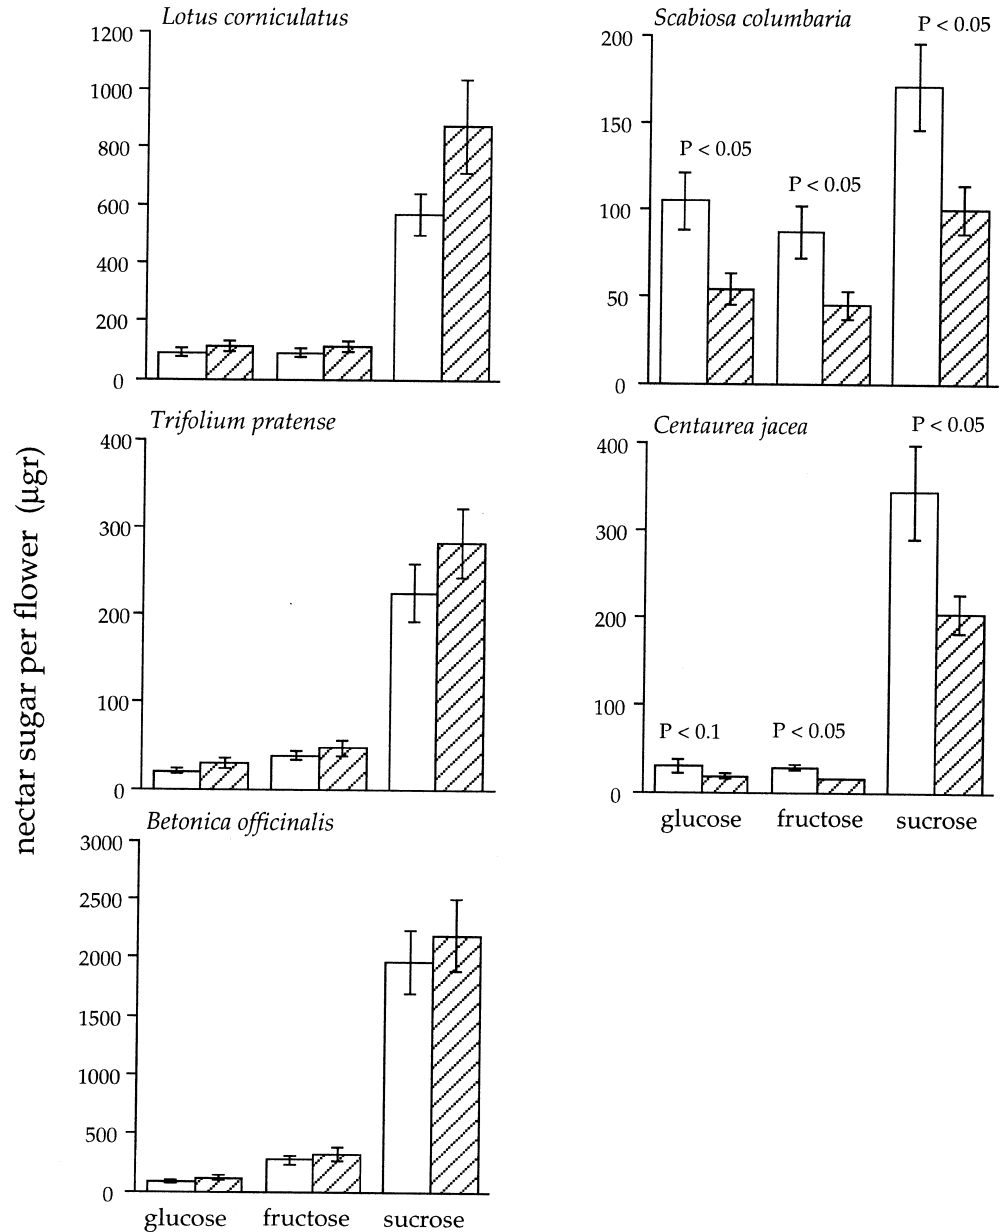 nectar sugar per flower (µgr)
Lotus corniculatus
1200
1000
800
600
400
200
0
Scabiosa columbaria
P < 0.05
P < 0.05
P < 0.05
200
150
100
50
0
Trifolium pratense
400
300
200
100
0
Centaurea jacea
P < 0.05
P < 0.1
P < 0.05
400
300
200
100
0
glucose fructose sucrose
Betonica officinalis
3000
2500
2000
1500
1000
500
0
glucose fructose sucrose